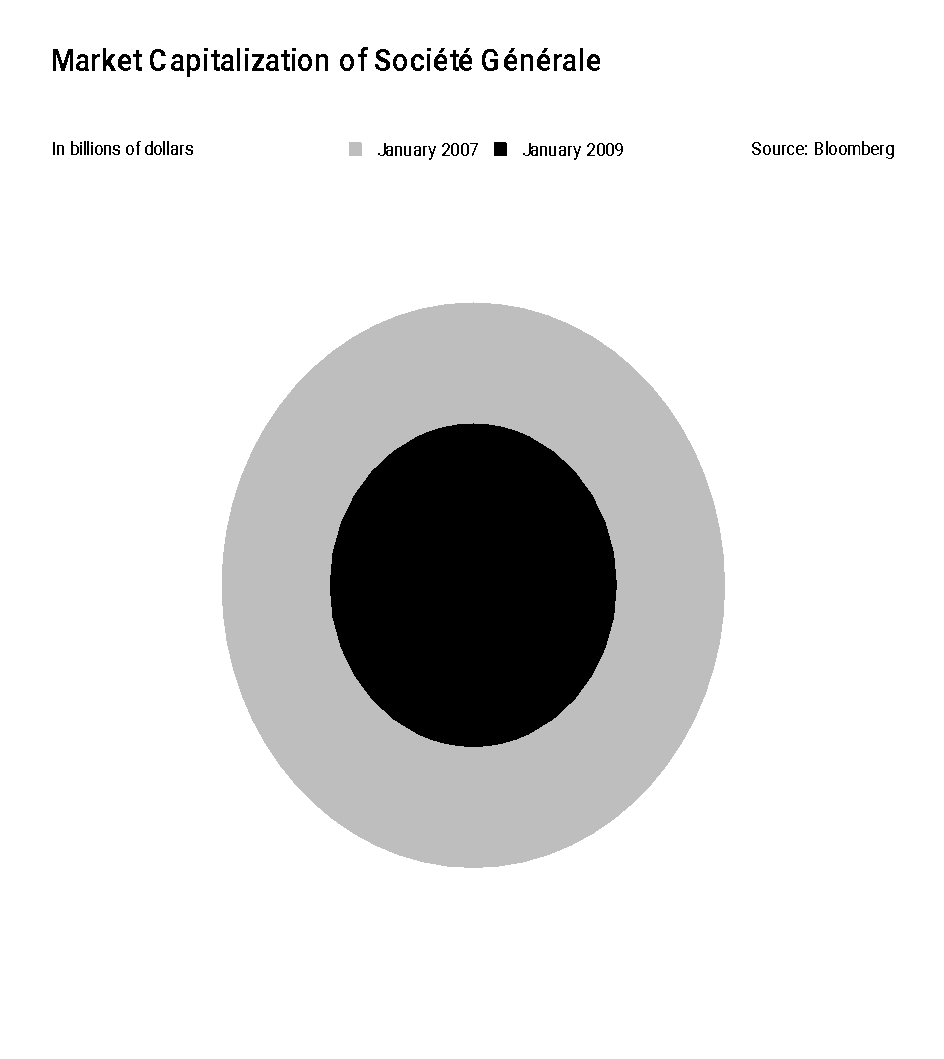 Market Capitalization of Société Générale
In billions of dollars
January 2007
January 2009
Source: Bloomberg